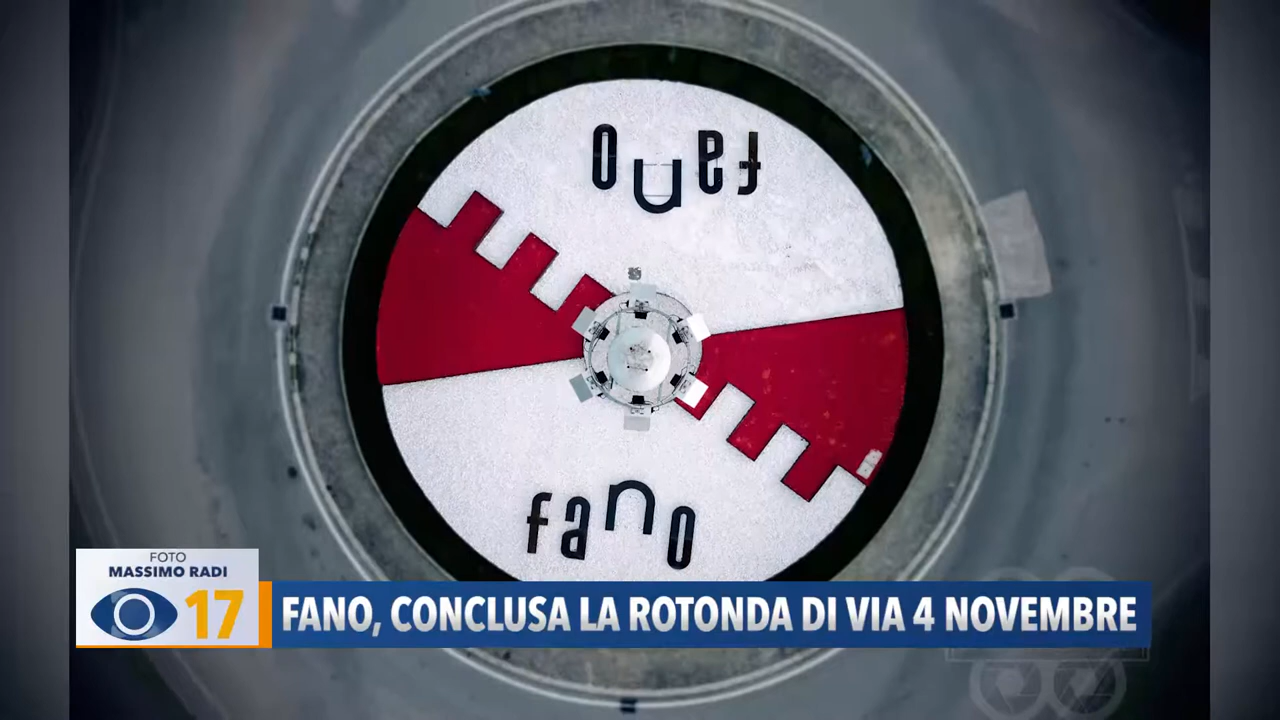 fano
fano
FOTO
MASSIMO RADI
17
FANO, CONCLUSA LA ROTONDA DI VIA 4 NOVEMBRE